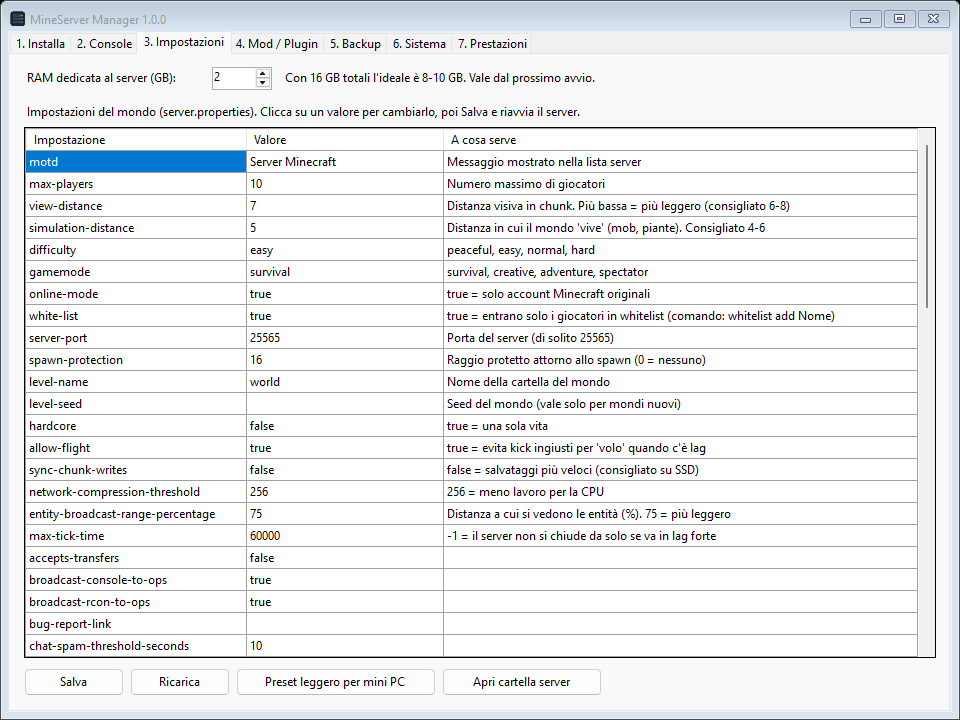 MineServer Manager 1.0.0
1. Installa 2. Console 3. Impostazioni 4. Mod / Plugin 5. Backup 6. Sistema 7. Prestazioni
RAM dedicata al server (GB): 2 Con 16 GB totali l'ideale è 8-10 GB. Vale dal prossimo avvio.
Impostazioni del mondo (server.properties). Clicca su un valore per cambiarlo, poi Salva e riavvia il server.
Impostazione Valore A cosa serve
motd Server Minecraft Messaggio mostrato nella lista server
max-players 10 Numero massimo di giocatori
view-distance 7 Distanza visiva in chunk. Più bassa = più leggero (consigliato 6-8)
simulation-distance 5 Distanza in cui il mondo 'vive' (mob, piante). Consigliato 4-6
difficulty easy peaceful, easy, normal, hard
gamemode survival survival, creative, adventure, spectator
online-mode true true = solo account Minecraft originali
white-list true true = entrano solo i giocatori in whitelist (comando: whitelist add Nome)
server-port 25565 Porta del server (di solito 25565)
spawn-protection 16 Raggio protetto attorno allo spawn (0 = nessuno)
level-name world Nome della cartella del mondo
level-seed Seed del mondo (vale solo per mondi nuovi)
hardcore false true = una sola vita
allow-flight true true = evita kick ingiusti per 'volo' quando c'è lag
sync-chunk-writes false false = salvataggi più veloci (consigliato su SSD)
network-compression-threshold 256 256 = meno lavoro per la CPU
entity-broadcast-range-percentage 75 Distanza a cui si vedono le entità (%). 75 = più leggero
max-tick-time 60000 -1 = il server non si chiude da solo se va in lag forte
accepts-transfers false
broadcast-console-to-ops true
broadcast-rcon-to-ops true
bug-report-link
chat-spam-threshold-seconds 10
Salva Ricarica Preset leggero per mini PC Apri cartella server